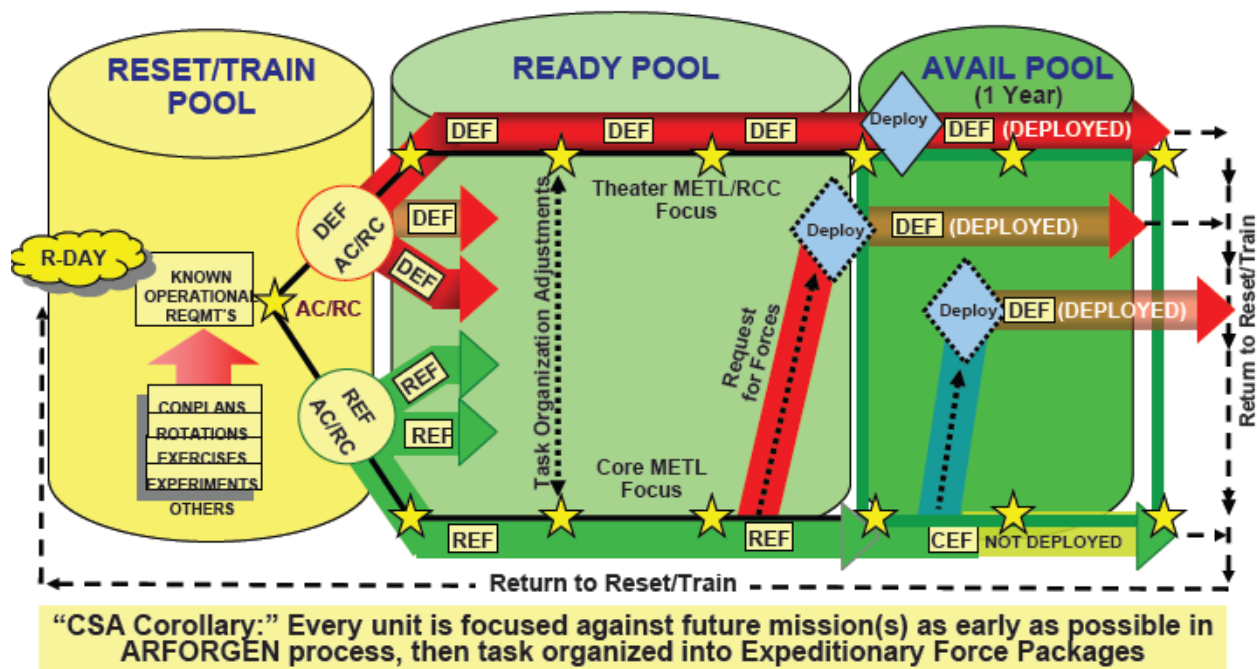 RESET/TRAIN
POOL
READY POOL
AVAIL POOL
(1 Year)
R-DAY
KNOWN
OPERATIONAL
REQMT'S
AC/RC
CONPLANS
ROTATIONS
EXERCISES
EXPERIMENTS
OTHERS
DEF
AC/RC
REF
AC/RC
DEF
DEF
DEF
Deploy
DEF (DEPLOYED)
DEF
DEF
Theater METL/RCC
Focus
Deploy
DEF (DEPLOYED)
Deploy
DEF (DEPLOYED)
Task Organization Adjustments
Request
for Forces
REF
REF
Core METL
Focus
REF
REF
CEF NOT DEPLOYED
Return to Reset/Train
Return to Reset/Train
“CSA Corollary:” Every unit is focused against future mission(s) as early as possible in
ARFORGEN process, then task organized into Expeditionary Force Packages